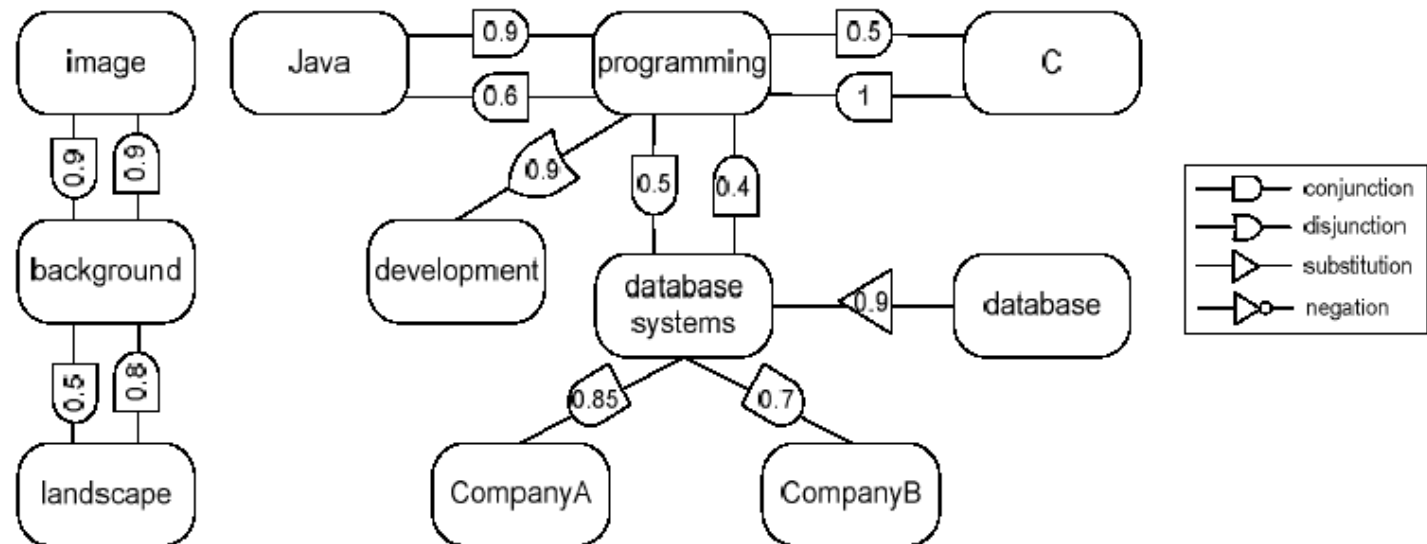 image
Java
0.9
programming
0.5
C
0.6
1
0.9
0.9
0.9
0.5
0.4
conjunction
disjunction
substitution
negation
background
development
database
systems
0.9
database
0.5
0.8
0.85
0.7
landscape
CompanyA
CompanyB